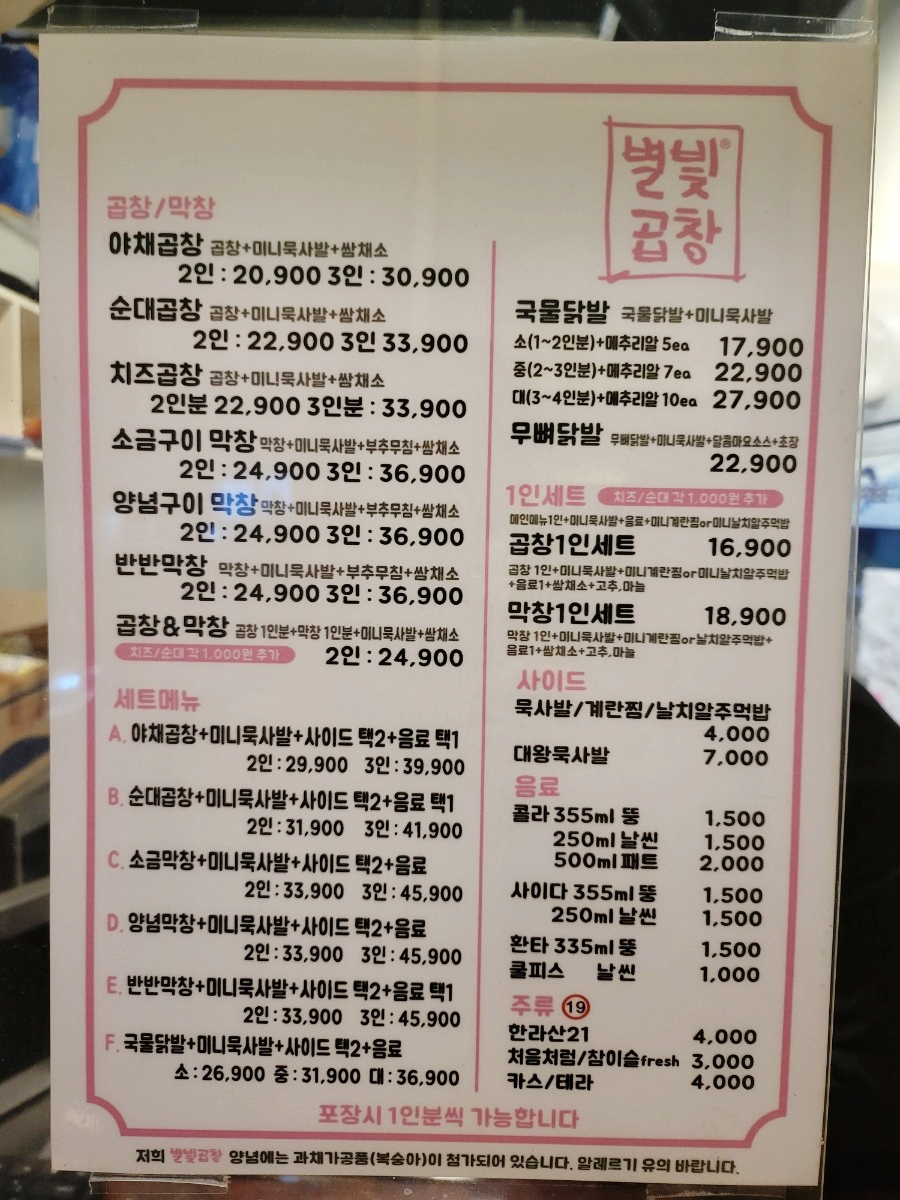 별빛®
곱창
곱창/막창
야채곱창 곱창+미니묵사발+쌈채소
2인 : 20,900 3인 : 30,900
순대곱창 곱창+미니묵사발+쌈채소
2인 : 22,900 3인 33,900
치즈곱창 곱창+미니묵사발+쌈채소
2인분 22,900 3인분 : 33,900
소금구이 막창 막창+미니묵사발+부추무침+쌈채소
2인 : 24,900 3인 : 36,900
양념구이 막창 막창+미니묵사발+부추무침+쌈채소
2인 : 24,900 3인 : 36,900
반반막창 막창+미니묵사발+부추무침+쌈채소
2인 : 24,900 3인 : 36,900
곱창&막창 곱창 1인분+막창 1인분+미니묵사발+쌈채소
치즈/순대 각 1.000원 추가 2인 : 24,900
세트메뉴
A. 야채곱창+미니묵사발+사이드 택2+음료 택1
2인 : 29,900 3인 : 39,900
B. 순대곱창+미니묵사발+사이드 택2+음료 택1
2인 : 31,900 3인 : 41,900
C. 소금막창+미니묵사발+사이드 택2+음료
2인 : 33,900 3인 : 45,900
D. 양념막창+미니묵사발+사이드 택2+음료
2인 : 33,900 3인 : 45,900
E. 반반막창+미니묵사발+사이드 택2+음료 택1
2인 : 33,900 3인 : 45,900
F. 국물닭발+미니묵사발+사이드 택2+음료
소 : 26,900 중 : 31,900 대 : 36,900
국물닭발 국물닭발+미니묵사발
소(1~2인분)+메추리알 5ea 17,900
중(2~3인분)+메추리알 7ea 22,900
대(3~4인분)+메추리알 10ea 27,900
무뼈닭발 무뼈닭발+미니묵사발+달콤마요소스+초장
22,900
1인세트 치즈/순대 각 1.000원 추가
메인메뉴1인+미니묵사발+음료+미니계란찜or미니날치알주먹밥
곱창1인세트 16,900
곱창 1인+미니묵사발+미니계란찜or미니날치알주먹밥
+음료1+쌈채소+고추,마늘
막창1인세트 18,900
막창 1인+미니묵사발+미니계란찜or날치알주먹밥+
음료1+쌈채소+고추,마늘
사이드
묵사발/계란찜/날치알주먹밥
4,000
대왕묵사발 7,000
음료
콜라 355ml 뚱 1,500
250ml 날씬 1,500
500ml 패트 2,000
사이다 355ml 뚱 1,500
250ml 날씬 1,500
환타 335ml 뚱 1,500
쿨피스 날씬 1,000
주류 19
한라산21 4,000
처음처럼/참이슬fresh 3,000
카스/테라 4,000
포장시 1인분씩 가능합니다
저희 별빛곱창 양념에는 과채가공품(복숭아)이 첨가되어 있습니다. 알레르기 유의 바랍니다.